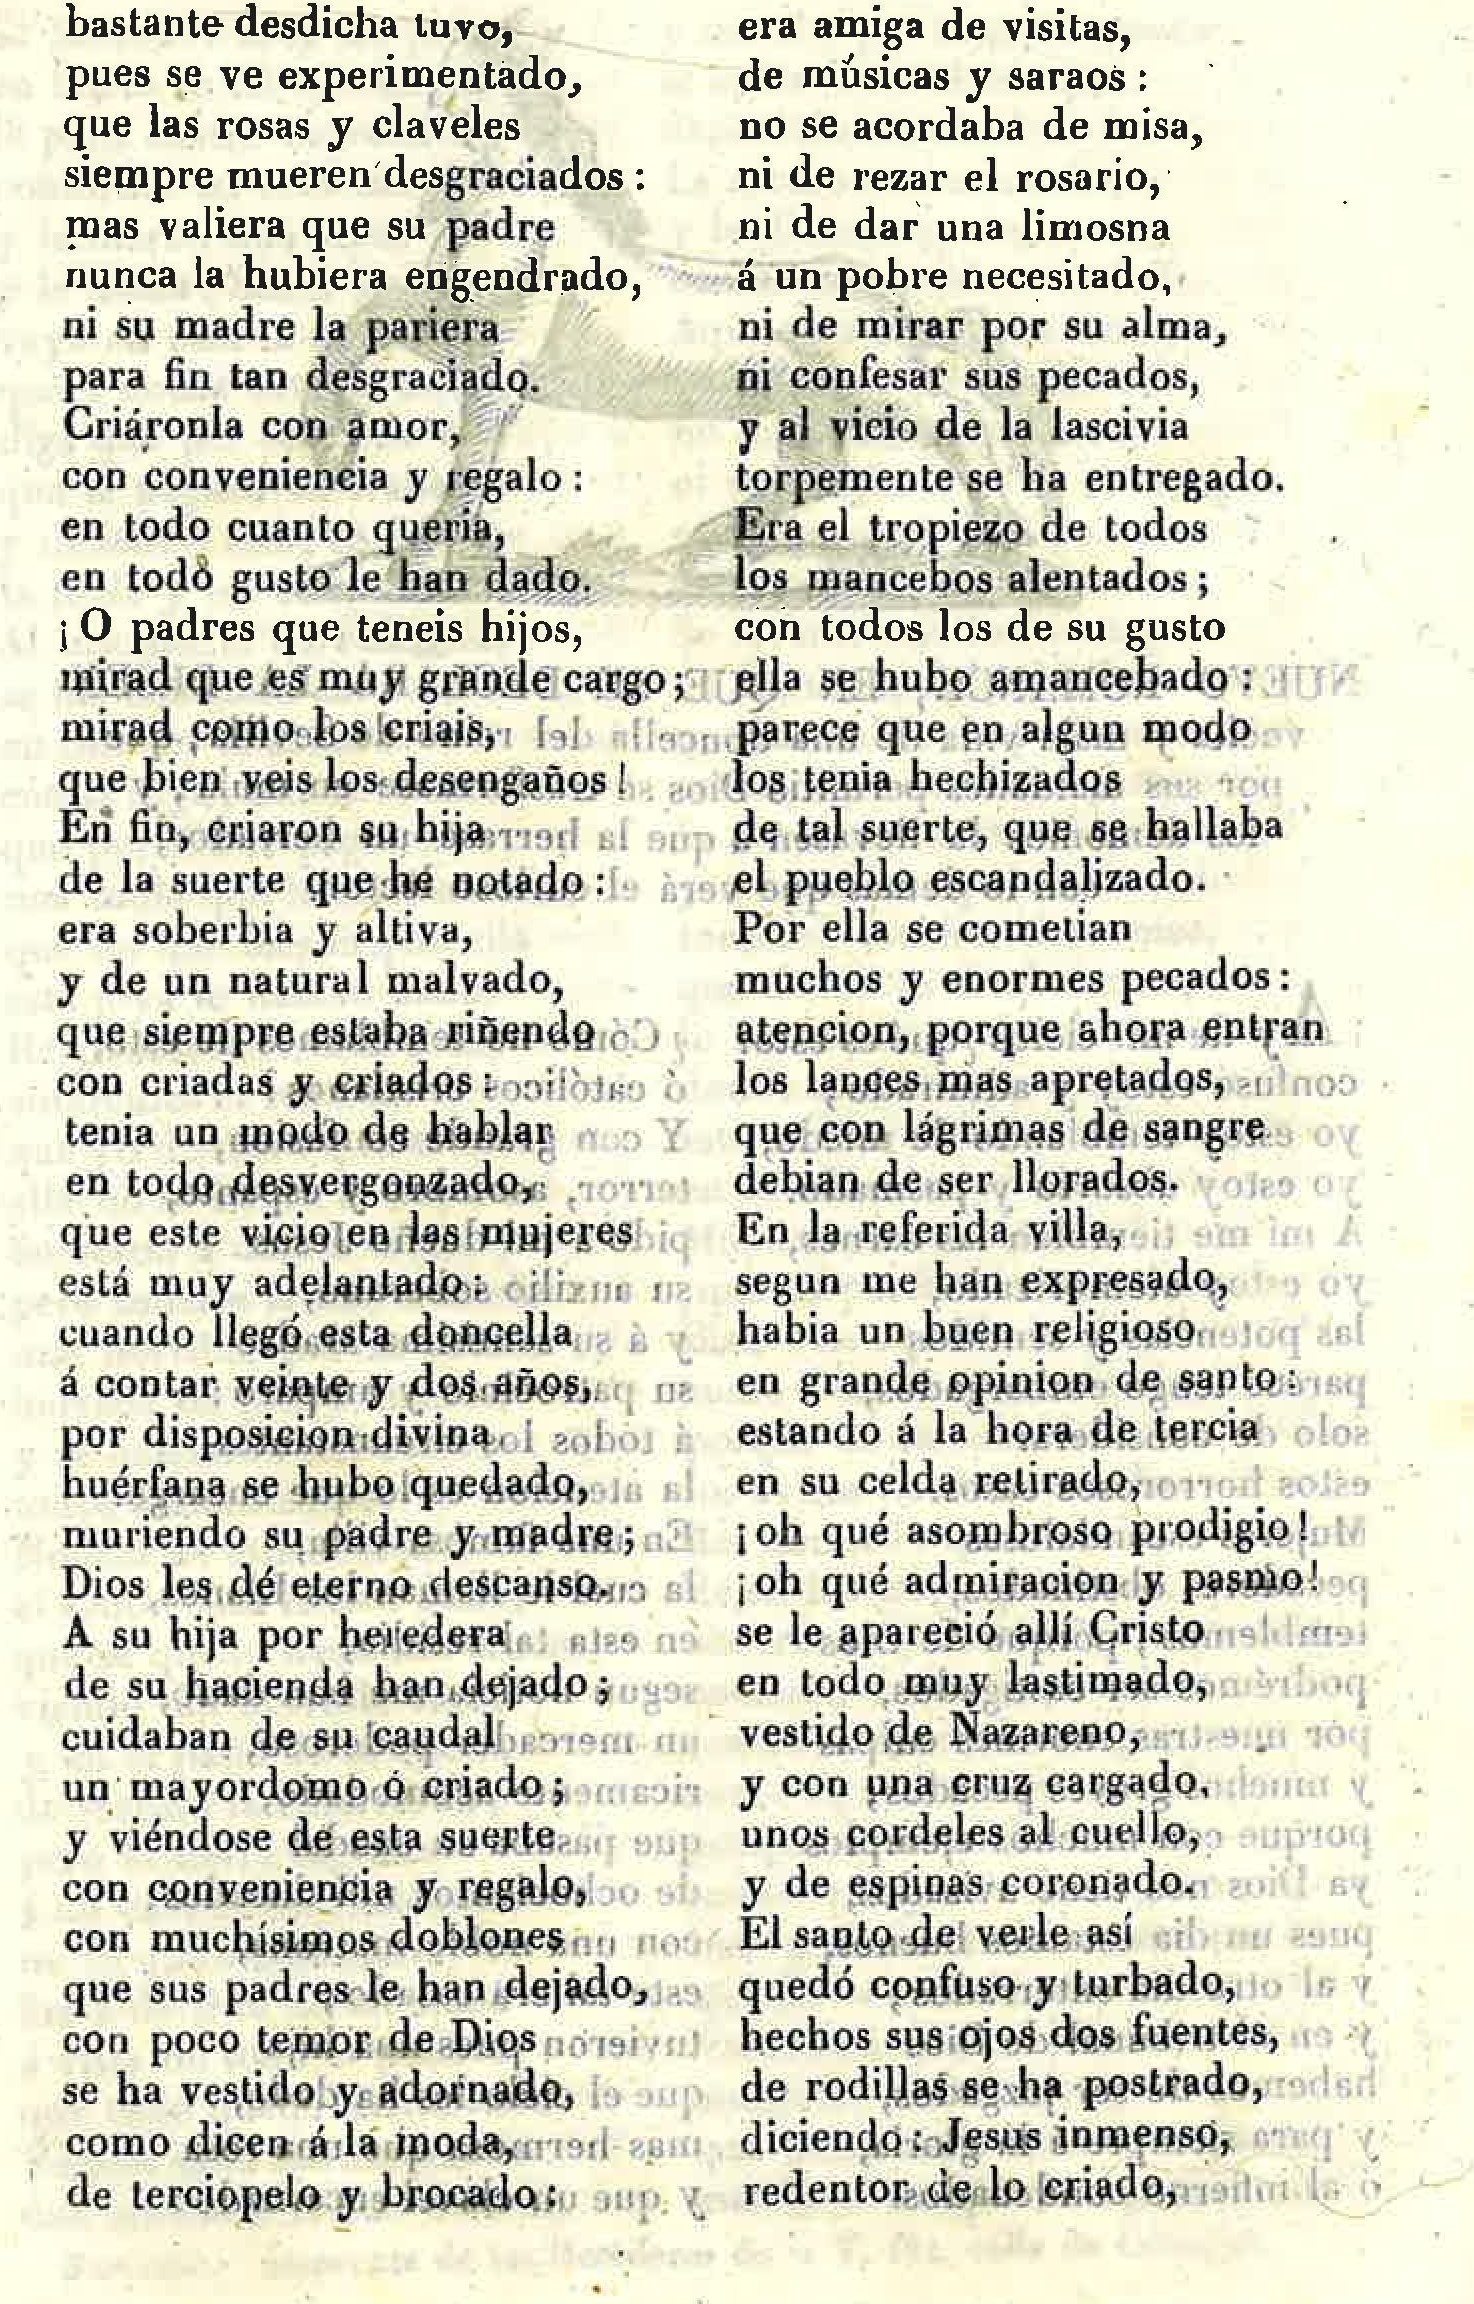 bastante desdicha tuvo,
pues se ve experimentado,
que las rosas y claveles
siempre mueren desgraciados :
mas valiera que su padre
nunca la hubiera engendrado,
ni su madre la pariera
para fin tan desgraciado.
Criáronla con amor,
con conveniencia y regalo :
en todo cuanto queria,
en todo gusto le han dado.
¡ O padres que teneis hijos,
mirad que es muy grande cargo ;
mirad como los criais,
que bien veis los desengaños !
En fin, criaron su hija
de la suerte que hé notado :
era soberbia y altiva,
y de un natural malvado,
que siempre estaba riñendo
con criadas y criados :
tenia un modo de hablar
en todo desvergonzado,
que este vicio en las mujeres
está muy adelantado :
cuando llegó esta doncella
á contar veinte y dos años,
por disposicion divina
huérfana se hubo quedado,
muriendo su padre y madre ;
Dios les dé eterno descanso.
A su hija por heredera
de su hacienda han dejado ;
cuidaban de su caudal
un mayordomo ó criado ;
y viéndose de esta suerte
con conveniencia y regalo,
con muchísimos doblones
que sus padres le han dejado,
con poco temor de Dios
se ha vestido y adornado,
como dicen á la moda,
de terciopelo y brocado :
era amiga de visitas,
de músicas y saraos :
no se acordaba de misa,
ni de rezar el rosario,
ni de dar una limosna
á un pobre necesitado,
ni de mirar por su alma,
ni confesar sus pecados,
y al vicio de la lascivia
torpemente se ha entregado.
Era el tropiezo de todos
los mancebos alentados ;
con todos los de su gusto
ella se hubo amancebado :
parece que en algun modo
los tenia hechizados
de tal suerte, que se hallaba
el pueblo escandalizado.
Por ella se cometian
muchos y enormes pecados :
atencion, porque ahora entran
los lances mas apretados,
que con lágrimas de sangre
debian de ser llorados.
En la referida villa,
segun me han expresado,
habia un buen religioso
en grande opinion de santo :
estando á la hora de tercia
en su celda retirado,
¡ oh qué asombroso prodigio !
¡ oh qué admiracion y pasmo !
se le apareció allí Cristo
en todo muy lastimado,
vestido de Nazareno,
y con una cruz cargado,
unos cordeles al cuello,
y de espinas coronado.
El santo de verle así
quedó confuso y turbado,
hechos sus ojos dos fuentes,
de rodillas se ha postrado,
diciendo : Jesus inmenso,
redentor de lo criado,